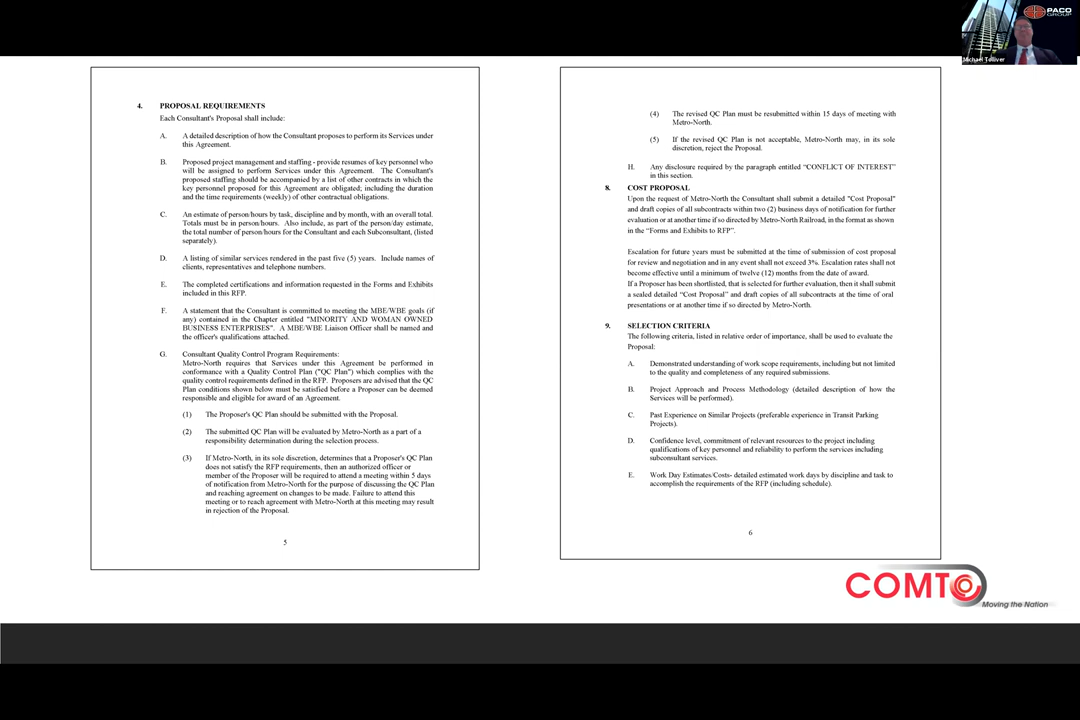 PACO
GROUP
Michael Tolliver
4. PROPOSAL REQUIREMENTS
Each Consultant's Proposal shall include:
A. A detailed description of how the Consultant proposes to perform its Services under
this Agreement.
B. Proposed project management and staffing - provide resumes of key personnel who
will be assigned to perform Services under this Agreement. The Consultant's
proposed staffing should be accompanied by a list of other contracts in which the
key personnel proposed for this Agreement are obligated; including the duration
and the time requirements (weekly) of other contractual obligations.
C. An estimate of person/hours by task, discipline and by month, with an overall total.
Totals must be in person/hours. Also include, as part of the person/day estimate,
the total number of person/hours for the Consultant and each Subconsultant, (listed
separately).
D. A listing of similar services rendered in the past five (5) years. Include names of
clients, representatives and telephone numbers.
E. The completed certifications and information requested in the Forms and Exhibits
included in this RFP.
F. A statement that the Consultant is committed to meeting the MBE/WBE goals (if
any) contained in the Chapter entitled "MINORITY AND WOMAN OWNED
BUSINESS ENTERPRISES". A MBE/WBE Liaison Officer shall be named and
the officer's qualifications attached.
G. Consultant Quality Control Program Requirements:
Metro-North requires that Services under this Agreement be performed in
conformance with a Quality Control Plan ("QC Plan") which complies with the
quality control requirements defined in the RFP. Proposers are advised that the QC
Plan conditions shown below must be satisfied before a Proposer can be deemed
responsible and eligible for award of an Agreement.
(1) The Proposer's QC Plan should be submitted with the Proposal.
(2) The submitted QC Plan will be evaluated by Metro-North as a part of a
responsibility determination during the selection process.
(3) If Metro-North, in its sole discretion, determines that a Proposer's QC Plan
does not satisfy the RFP requirements, then an authorized officer or
member of the Proposer will be required to attend a meeting within 5 days
of notification from Metro-North for the purpose of discussing the QC Plan
and reaching agreement on changes to be made. Failure to attend this
meeting or to reach agreement with Metro-North at this meeting may result
in rejection of the Proposal.
5
(4) The revised QC Plan must be resubmitted within 15 days of meeting with
Metro-North.
(5) If the revised QC Plan is not acceptable, Metro-North may, in its sole
discretion, reject the Proposal.
H. Any disclosure required by the paragraph entitled “CONFLICT OF INTEREST”
in this section.
8. COST PROPOSAL
Upon the request of Metro-North the Consultant shall submit a detailed "Cost Proposal"
and draft copies of all subcontracts within two (2) business days of notification for further
evaluation or at another time if so directed by Metro-North Railroad, in the format as shown
in the “Forms and Exhibits to RFP”.
Escalation for future years must be submitted at the time of submission of cost proposal
for review and negotiation and in any event shall not exceed 3%. Escalation rates shall not
become effective until a minimum of twelve (12) months from the date of award.
If a Proposer has been shortlisted, that is selected for further evaluation, then it shall submit
a sealed detailed “Cost Proposal” and draft copies of all subcontracts at the time of oral
presentations or at another time if so directed by Metro-North.
9. SELECTION CRITERIA
The following criteria, listed in relative order of importance, shall be used to evaluate the
Proposal:
A. Demonstrated understanding of work scope requirements, including but not limited
to the quality and completeness of any required submissions.
B. Project Approach and Process Methodology (detailed description of how the
Services will be performed).
C. Past Experience on Similar Projects (preferable experience in Transit Parking
Projects).
D. Confidence level, commitment of relevant resources to the project including
qualifications of key personnel and reliability to perform the services including
subconsultant services.
E. Work Day Estimates/Costs- detailed estimated work days by discipline and task to
accomplish the requirements of the RFP (including schedule).
6
COMTO
Moving the Nation